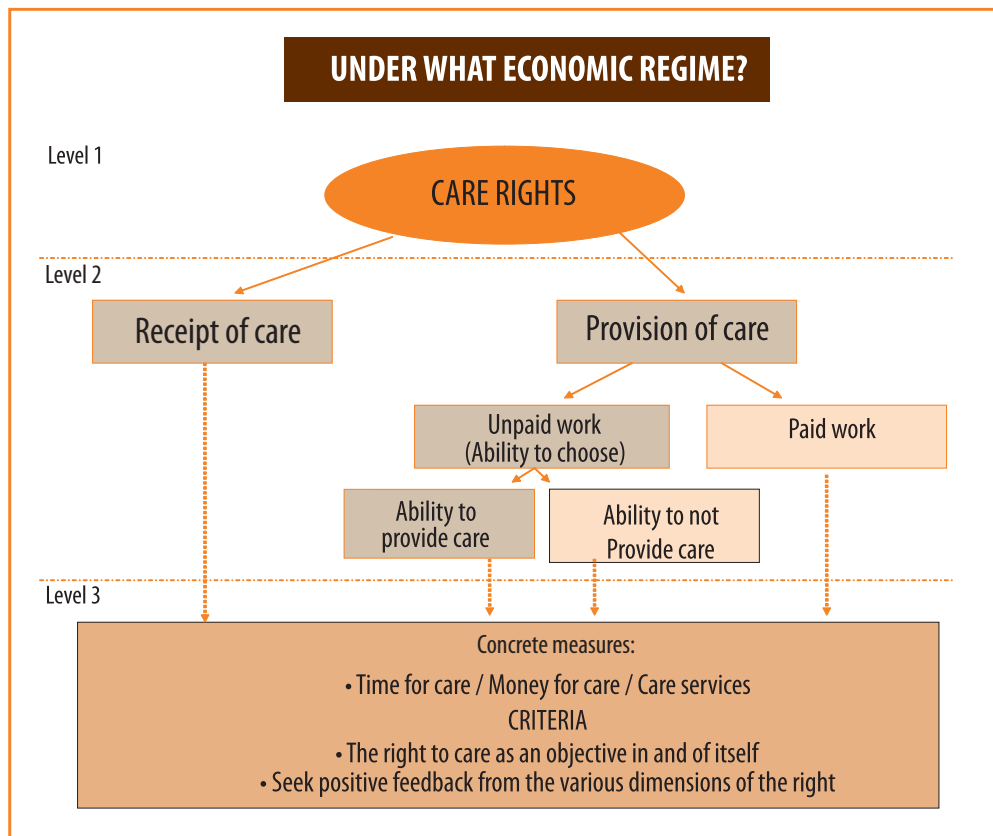 UNDER WHAT ECONOMIC REGIME?
Level 1
CARE RIGHTS
Level 2
Receipt of care
Provision of care
Unpaid work
(Ability to choose)
Paid work
Ability to
provide care
Ability to not
Provide care
Level 3
Concrete measures:
• Time for care / Money for care / Care services
CRITERIA
• The right to care as an objective in and of itself
• Seek positive feedback from the various dimensions of the right